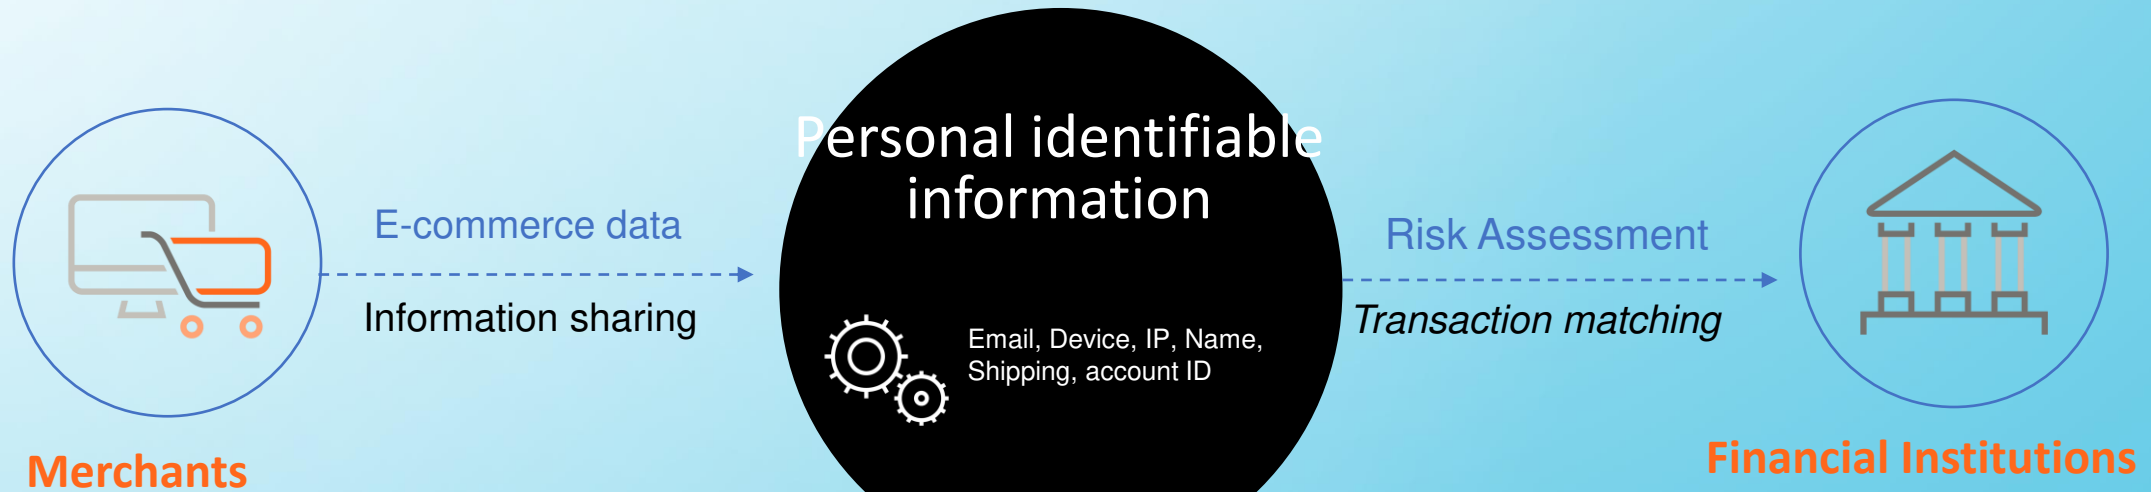 Personal identifiable
information
E-commerce data
Information sharing
Email, Device, IP, Name,
Shipping, account ID
Risk Assessment
Transaction matching
Merchants
Financial Institutions